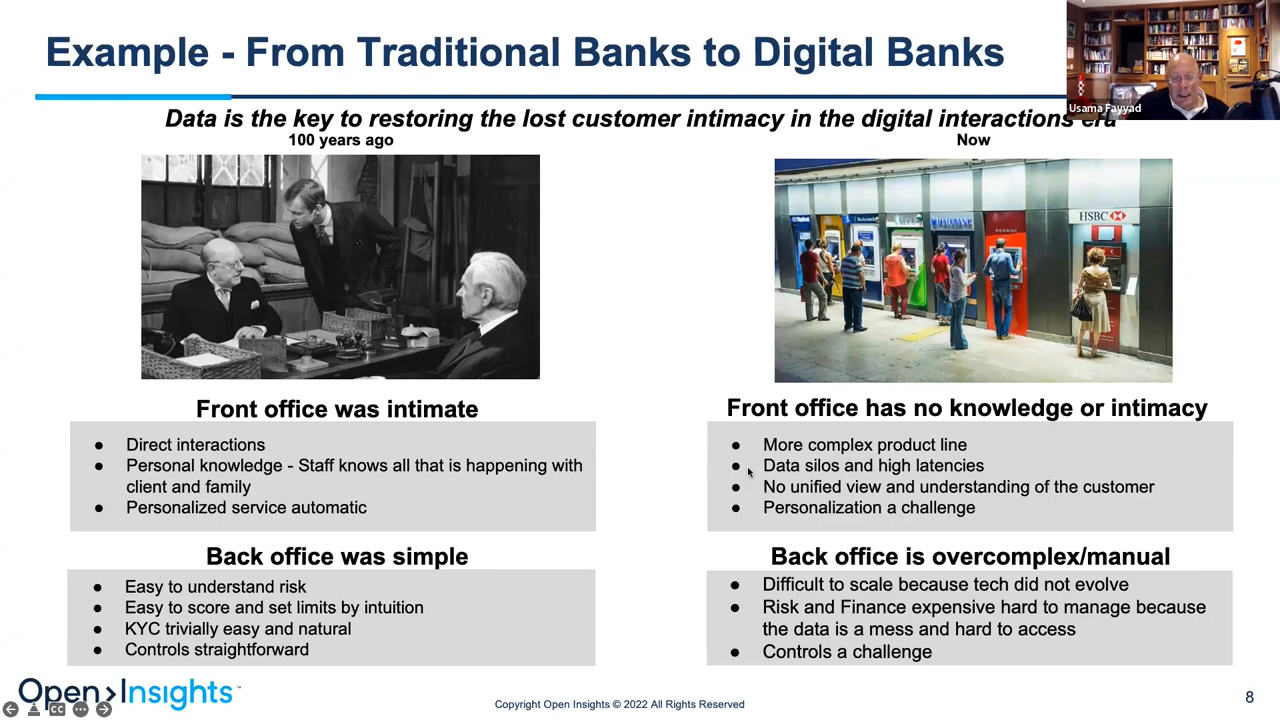 Example - From Traditional Banks to Digital Banks
Usama Fayyad
Data is the key to restoring the lost customer intimacy in the digital interactions era
100 years ago
Now
HSBC
Front office was intimate
● Direct interactions
● Personal knowledge - Staff knows all that is happening with
client and family
● Personalized service automatic
Front office has no knowledge or intimacy
● More complex product line
● Data silos and high latencies
● No unified view and understanding of the customer
● Personalization a challenge
Back office was simple
● Easy to understand risk
● Easy to score and set limits by intuition
● KYC trivially easy and natural
● Controls straightforward
Back office is overcomplex/manual
● Difficult to scale because tech did not evolve
● Risk and Finance expensive hard to manage because
the data is a mess and hard to access
● Controls a challenge
Open>Insights™
CC
Copyright Open Insights © 2022 All Rights Reserved
8